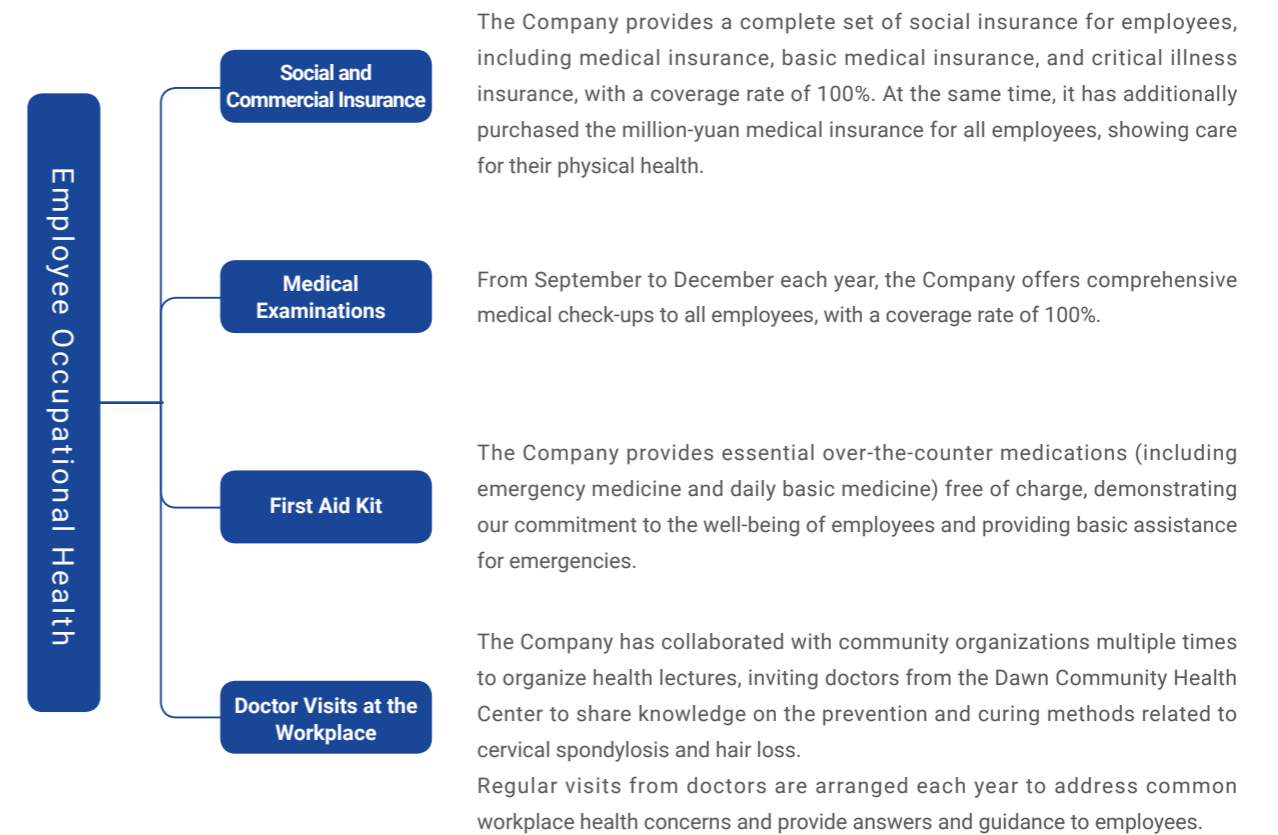 Employee Occupational Health
Social and
Commercial Insurance
The Company provides a complete set of social insurance for employees,
including medical insurance, basic medical insurance, and critical illness
insurance, with a coverage rate of 100%. At the same time, it has additionally
purchased the million-yuan medical insurance for all employees, showing care
for their physical health.
Medical
Examinations
From September to December each year, the Company offers comprehensive
medical check-ups to all employees, with a coverage rate of 100%.
First Aid Kit
The Company provides essential over-the-counter medications (including
emergency medicine and daily basic medicine) free of charge, demonstrating
our commitment to the well-being of employees and providing basic assistance
for emergencies.
Doctor Visits at the
Workplace
The Company has collaborated with community organizations multiple times
to organize health lectures, inviting doctors from the Dawn Community Health
Center to share knowledge on the prevention and curing methods related to
cervical spondylosis and hair loss.
Regular visits from doctors are arranged each year to address common
workplace health concerns and provide answers and guidance to employees.